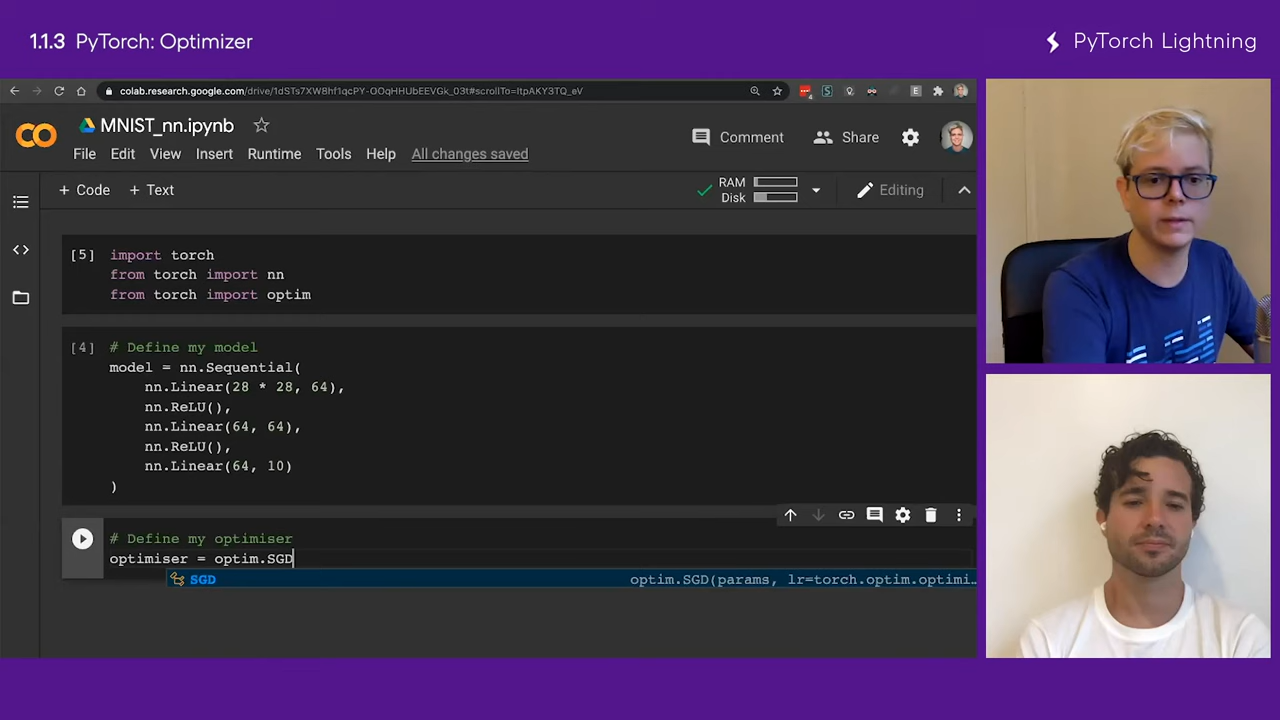 1.1.3 PyTorch: Optimizer
PyTorch Lightning
colab.research.google.com/drive/1dSTs7XW8hf1qcPY-OOqHHUbEEVGk_03t#scrollTo=ItpAKY3TQ_eV
MNIST_nn.ipynb
Comment
Share
File Edit View Insert Runtime Tools Help All changes saved
+ Code + Text
RAM
Disk
Editing
[5] import torch
from torch import nn
from torch import optim
[4] # Define my model
model = nn.Sequential(
nn.Linear(28 * 28, 64),
nn.ReLU(),
nn.Linear(64, 64),
nn.ReLU(),
nn.Linear(64, 10)
)
# Define my optimiser
optimiser = optim.SGD
SGD optim.SGD(params, lr=torch.optim.optimi…